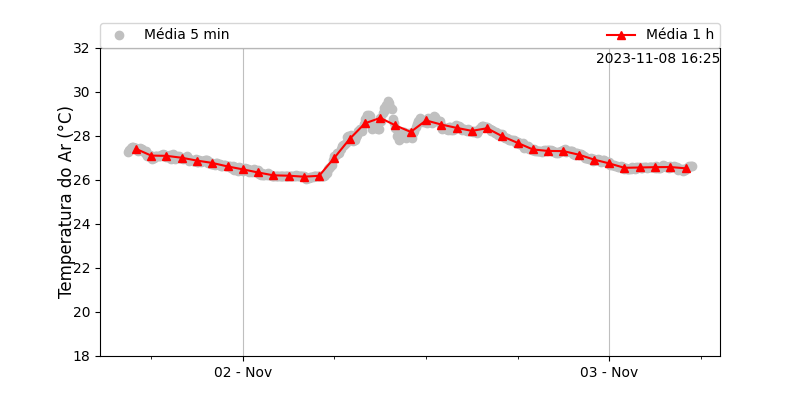 Média 5 min
Média 1 h
2023-11-08 16:25
Temperatura do Ar (°C)
32
30
28
26
24
22
20
18
02 - Nov
03 - Nov